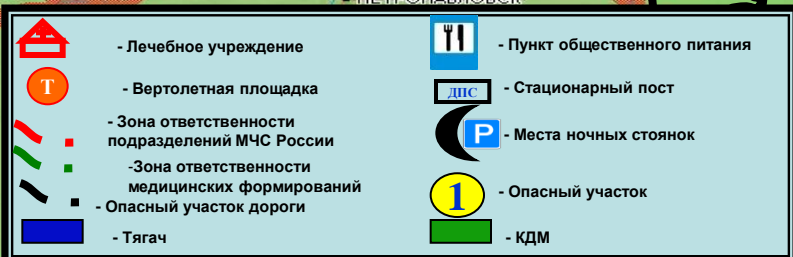 ПЕТРОПАВЛОВСК
- Лечебное учреждение
Т
- Вертолетная площадка
- Зона ответственности
подразделений МЧС России
-Зона ответственности
медицинских формирований
- Опасный участок дороги
- Тягач
- Пункт общественного питания
ДПС
- Стационарный пост
P
- Места ночных стоянок
1
- Опасный участок
- КДМ